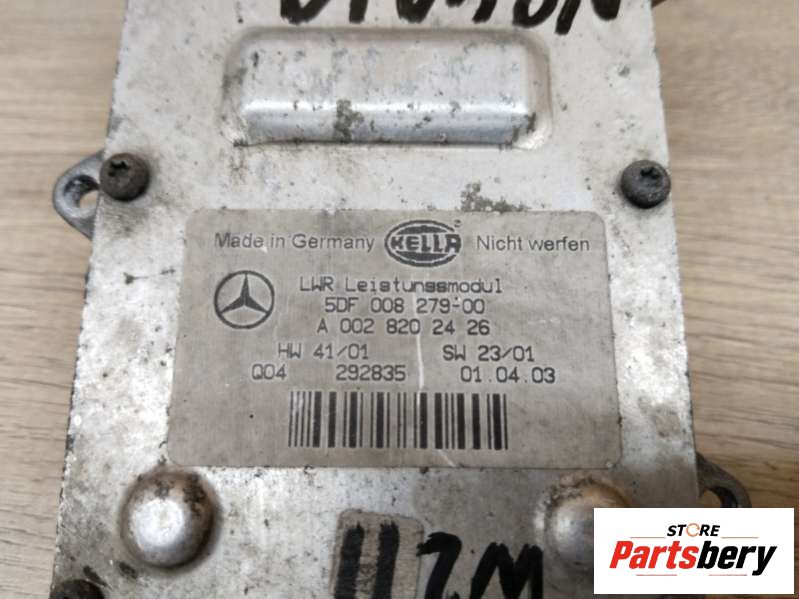 Made in Germany HELLA Nicht werfen
LWR Leistungsmodul
5DF 008 279-00
A 002 820 24 26
HW 41/01 SW 23/01
Q04 292835 01.04.03
STORE
Partsbery